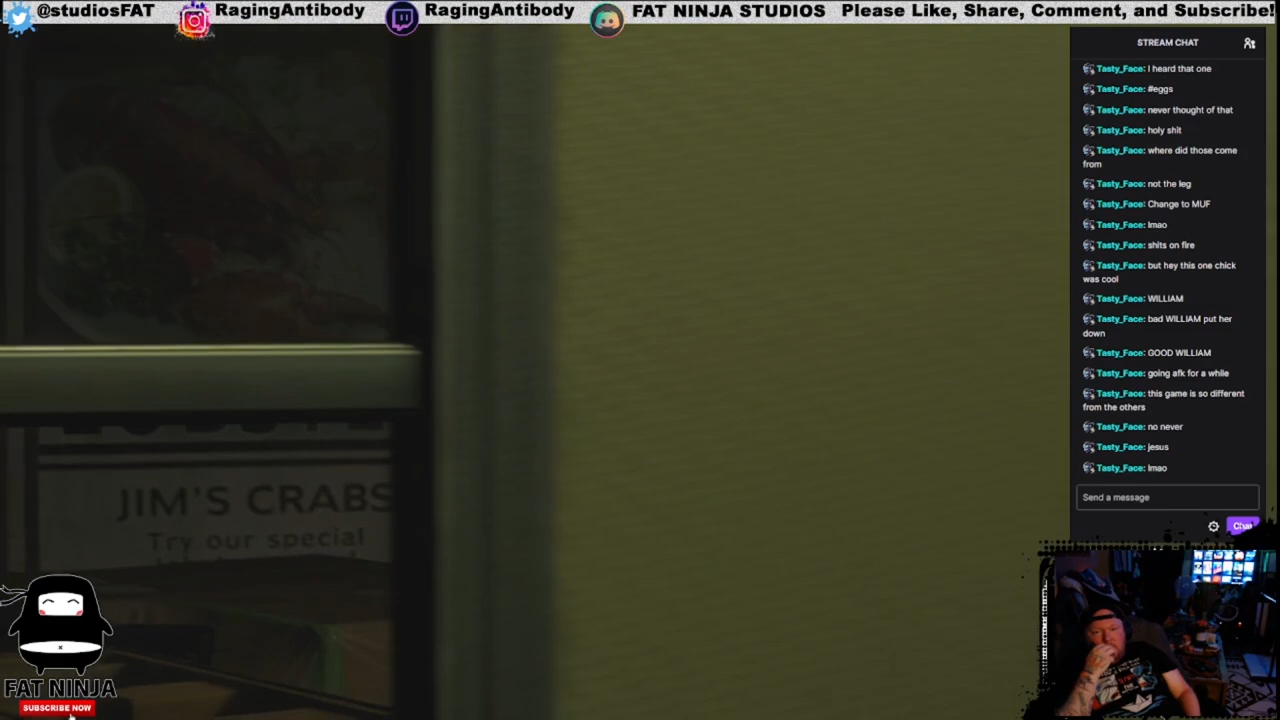 @studiosFAT RagingAntibody RagingAntibody FAT NINJA STUDIOS Please Like, Share, Comment, and Subscribe!
STREAM CHAT
Tasty_Face: I heard that one
Tasty_Face: #eggs
Tasty_Face: never thought of that
Tasty_Face: holy shit
Tasty_Face: where did those come
from
Tasty_Face: not the leg
Tasty_Face: Change to MUF
Tasty_Face: lmao
Tasty_Face: shits on fire
Tasty_Face: but hey this one chick
was cool
Tasty_Face: WILLIAM
Tasty_Face: bad WILLIAM put her
down
Tasty_Face: GOOD WILLIAM
Tasty_Face: going afk for a while
Tasty_Face: this game is so different
from the others
Tasty_Face: no never
Tasty_Face: jesus
Tasty_Face: lmao
Send a message
Chat
JIM'S CRABS
Try our special
FAT NINJA
SUBSCRIBE NOW